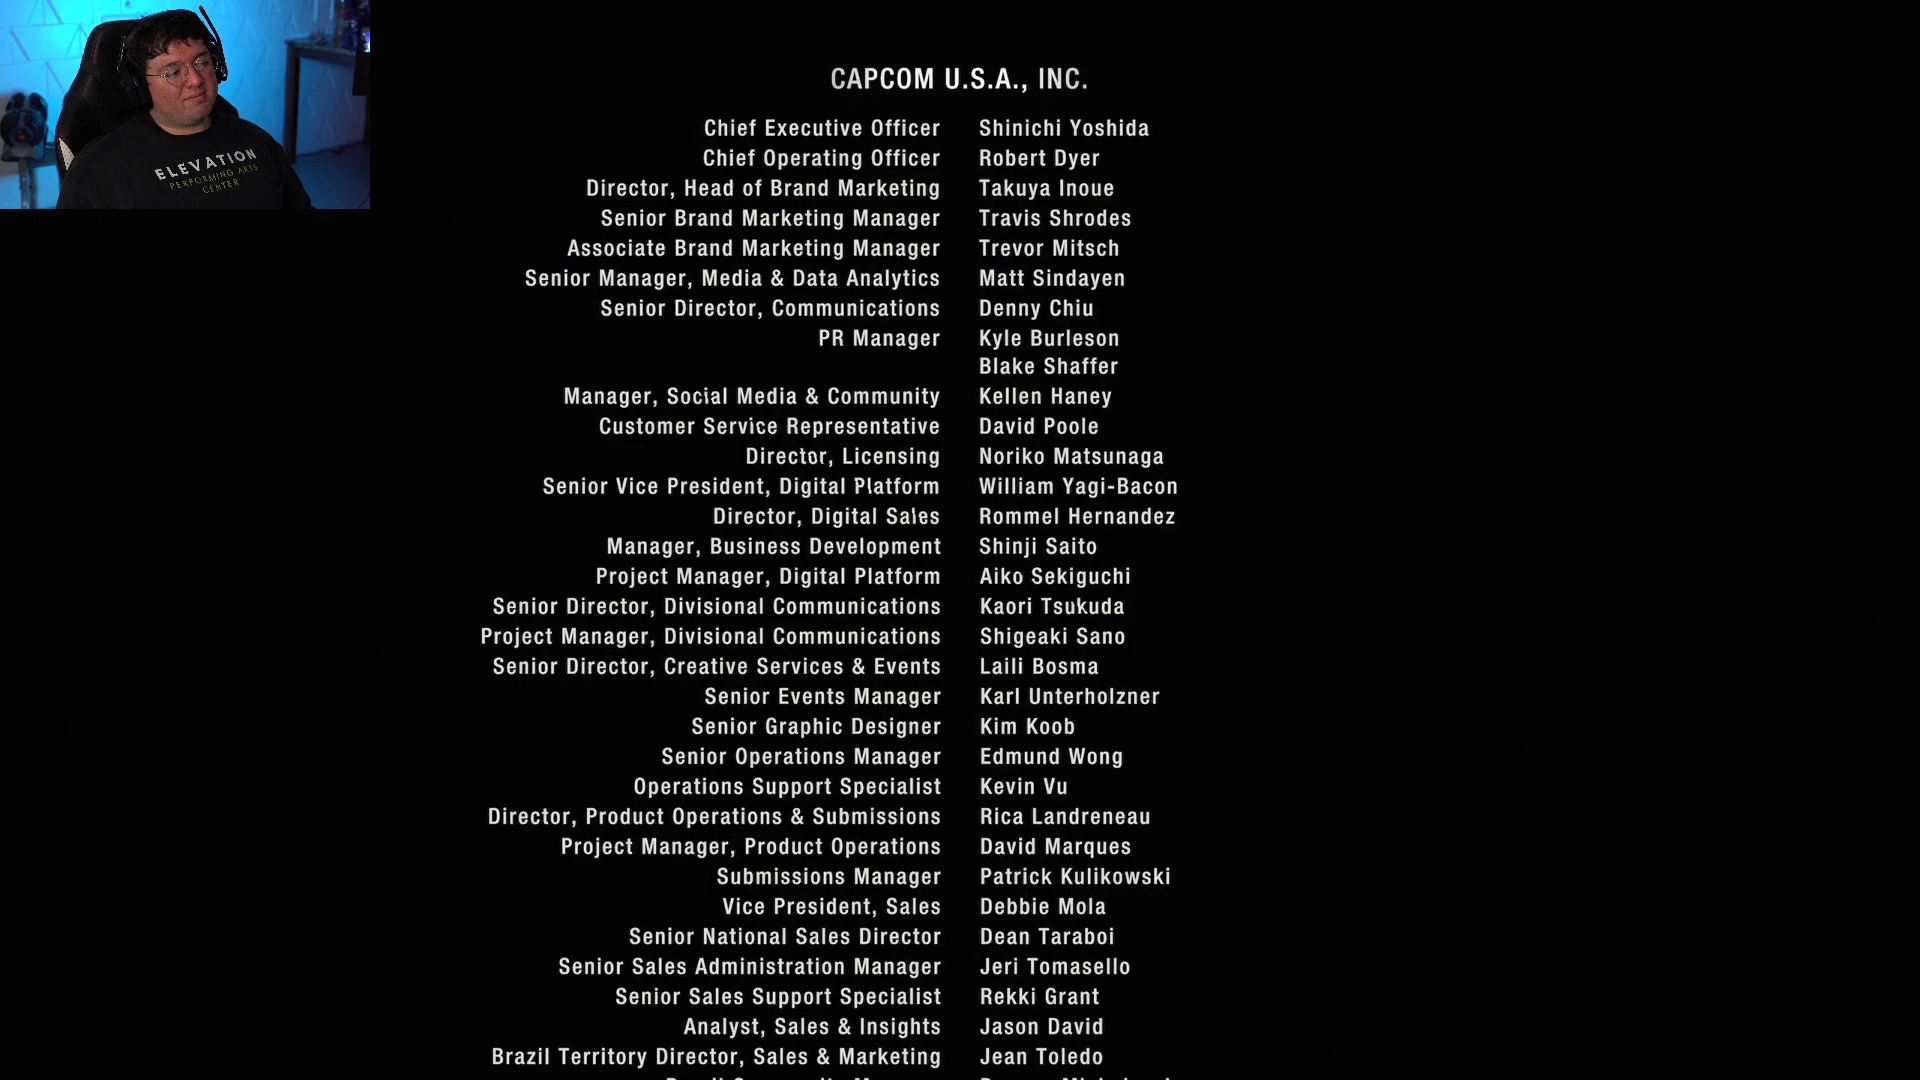 ELEVATION
PERFORMING ARTS
CENTER
CAPCOM U.S.A., INC.
Chief Executive Officer Shinichi Yoshida
Chief Operating Officer Robert Dyer
Director, Head of Brand Marketing Takuya Inoue
Senior Brand Marketing Manager Travis Shrodes
Associate Brand Marketing Manager Trevor Mitsch
Senior Manager, Media & Data Analytics Matt Sindayen
Senior Director, Communications Denny Chiu
PR Manager Kyle Burleson
Blake Shaffer
Manager, Social Media & Community Kellen Haney
Customer Service Representative David Poole
Director, Licensing Noriko Matsunaga
Senior Vice President, Digital Platform William Yagi-Bacon
Director, Digital Sales Rommel Hernandez
Manager, Business Development Shinji Saito
Project Manager, Digital Platform Aiko Sekiguchi
Senior Director, Divisional Communications Kaori Tsukuda
Project Manager, Divisional Communications Shigeaki Sano
Senior Director, Creative Services & Events Laili Bosma
Senior Events Manager Karl Unterholzner
Senior Graphic Designer Kim Koob
Senior Operations Manager Edmund Wong
Operations Support Specialist Kevin Vu
Director, Product Operations & Submissions Rica Landreneau
Project Manager, Product Operations David Marques
Submissions Manager Patrick Kulikowski
Vice President, Sales Debbie Mola
Senior National Sales Director Dean Taraboi
Senior Sales Administration Manager Jeri Tomasello
Senior Sales Support Specialist Rekki Grant
Analyst, Sales & Insights Jason David
Brazil Territory Director, Sales & Marketing Jean Toledo